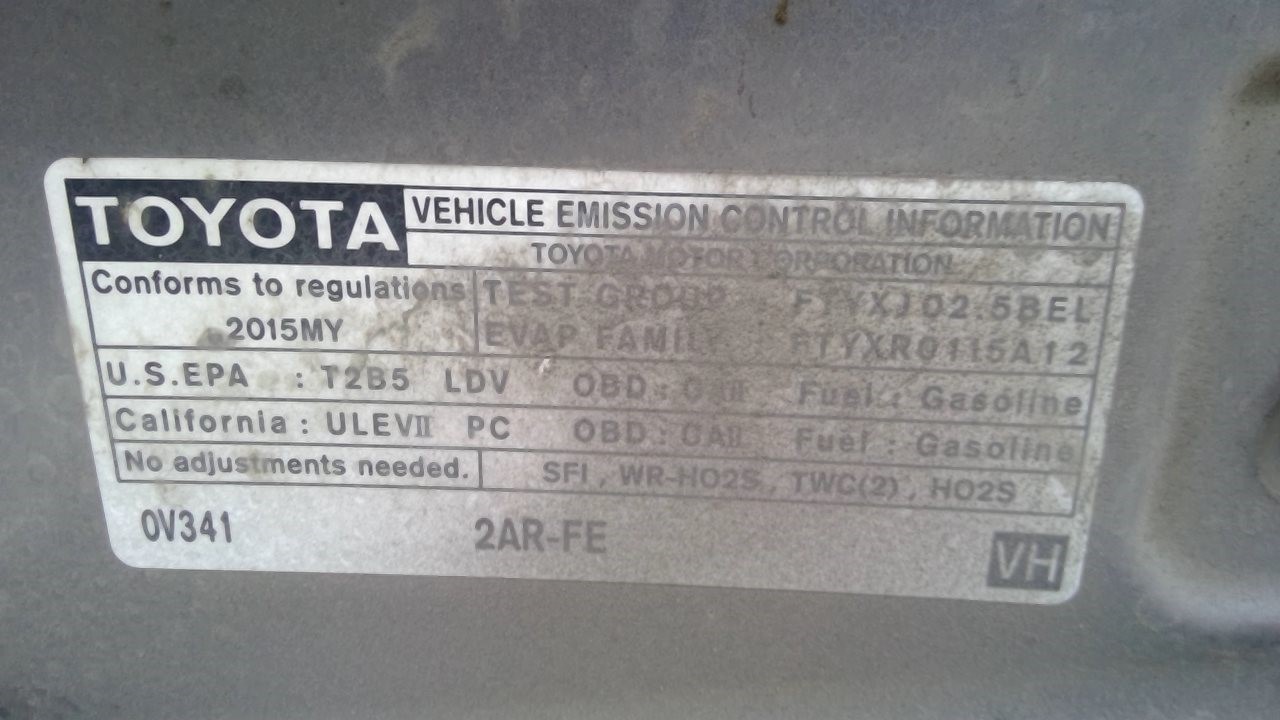 TOYOTA
VEHICLE EMISSION CONTROL INFORMATION
TOYOTA MOTOR CORPORATION
Conforms to regulations
2015MY
TEST GROUP FTYXJ02.5BEL
EVAP FAMILY FTYXR0115A12
U.S.EPA : T2B5 LDV OBD : CAII Fuel : Gasoline
California : ULEVII PC OBD : CAII Fuel : Gasoline
No adjustments needed. SFI , WR-HO2S , TWC(2) , HO2S
0V341 2AR-FE VH